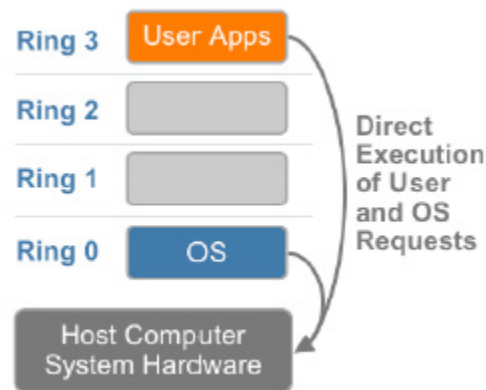 Ring 3
User Apps
Ring 2
Ring 1
Ring 0
OS
Direct
Execution
of User
and OS
Requests
Host Computer
System Hardware